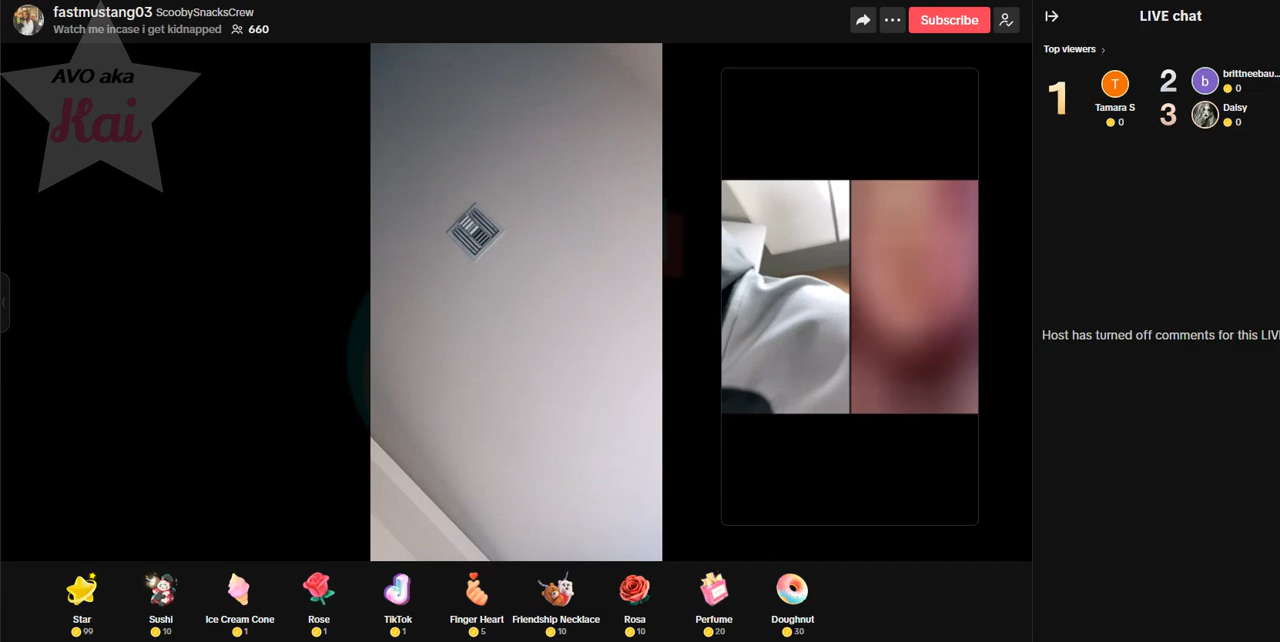 fastmustang03 ScoobySnacksCrew
Watch me incase i get kidnapped 660
Subscribe
AVO aka
Kai
LIVE chat
Top viewers
1
T
Tamara S
0
2
b
brittneebau...
0
3
Daisy
0
Host has turned off comments for this LIV
Star
99
Sushi
10
Ice Cream Cone
1
Rose
1
TikTok
1
Finger Heart
5
Friendship Necklace
10
Rosa
10
Perfume
20
Doughnut
30